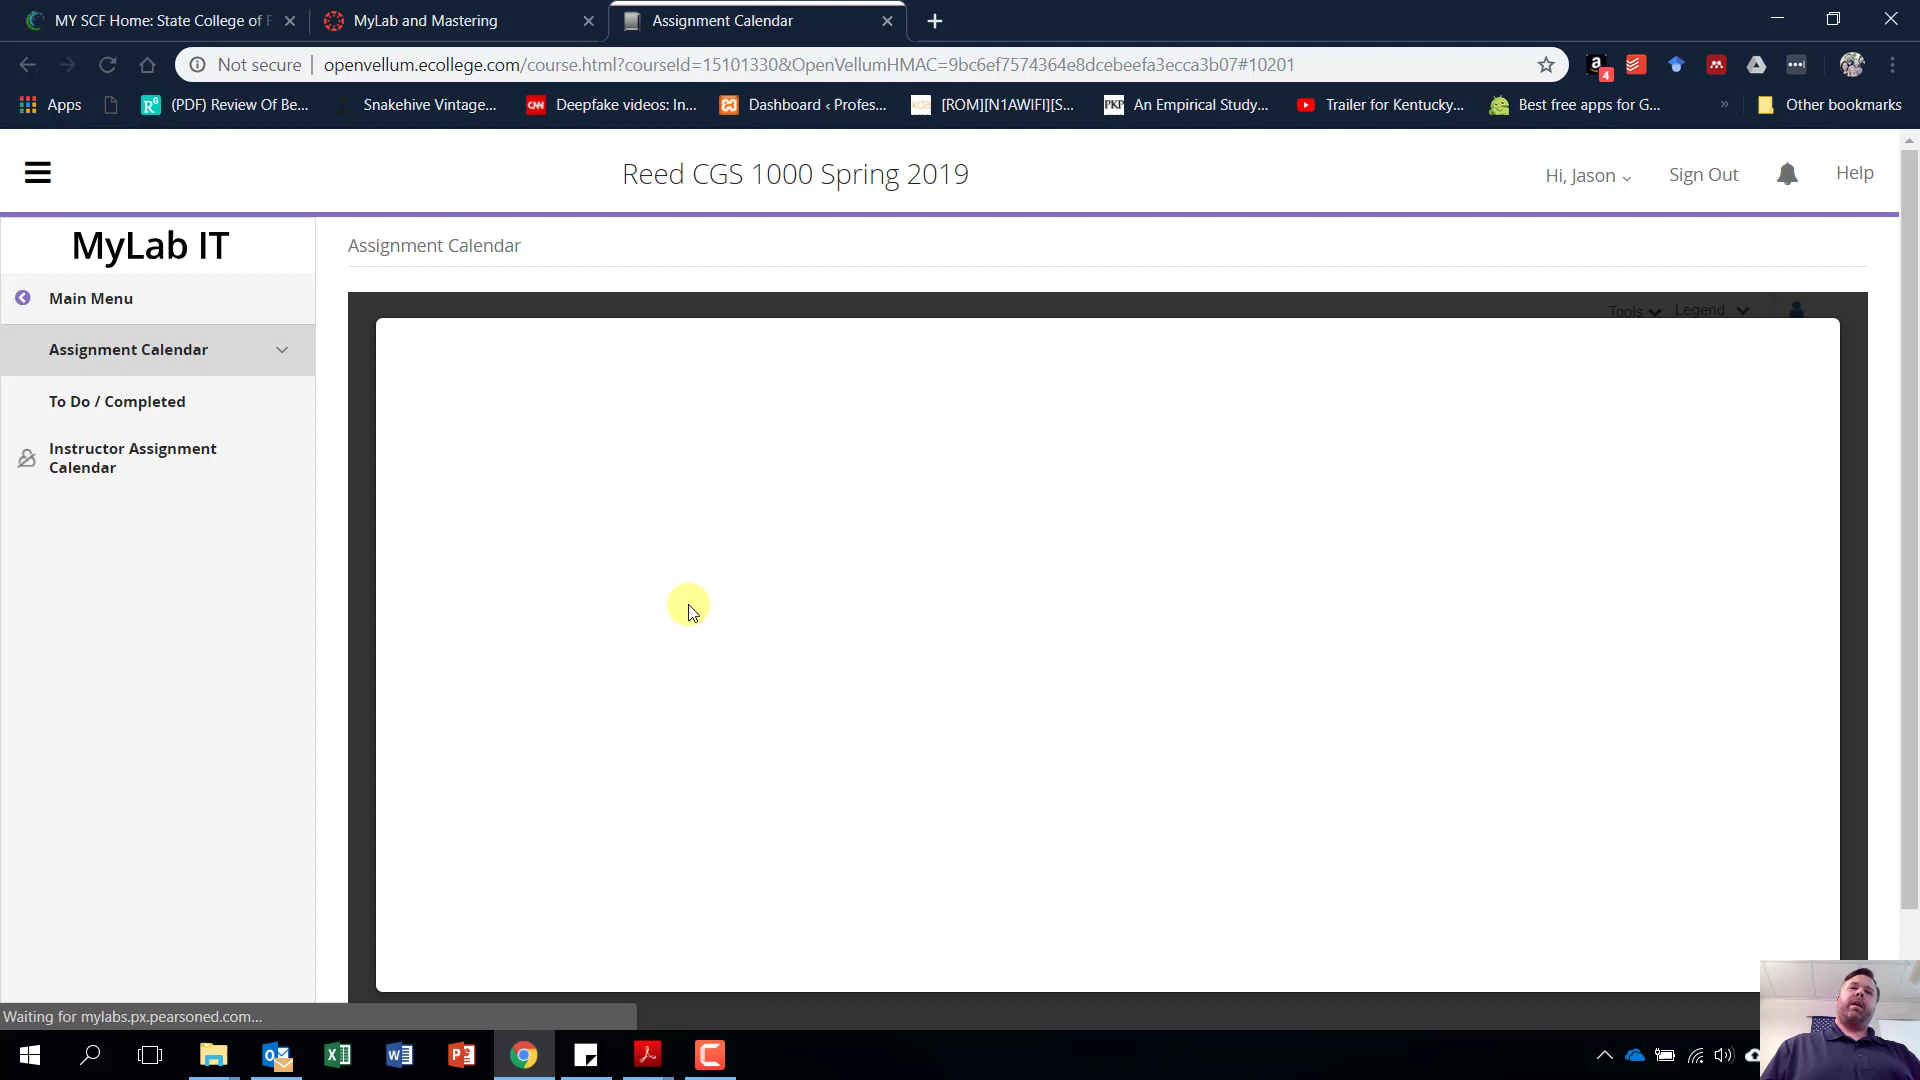 MY SCF Home: State College of F
MyLab and Mastering
Assignment Calendar
Not secure
openvellum.ecollege.com/course.html?courseId=15101330&OpenVellumHMAC=9bc6ef7574364e8dcebeefa3ecca3b07#10201
4
Apps
(PDF) Review Of Be...
Snakehive Vintage...
Deepfake videos: In...
Dashboard ‹ Profes...
[ROM][N1AWIFI][S...
An Empirical Study...
Trailer for Kentucky...
Best free apps for G...
»
Other bookmarks
Reed CGS 1000 Spring 2019
Hi, Jason
Sign Out
Help
MyLab IT
Assignment Calendar
Main Menu
Tools
Legend
Assignment Calendar
To Do / Completed
Instructor Assignment
Calendar
Waiting for mylabs.px.pearsoned.com...